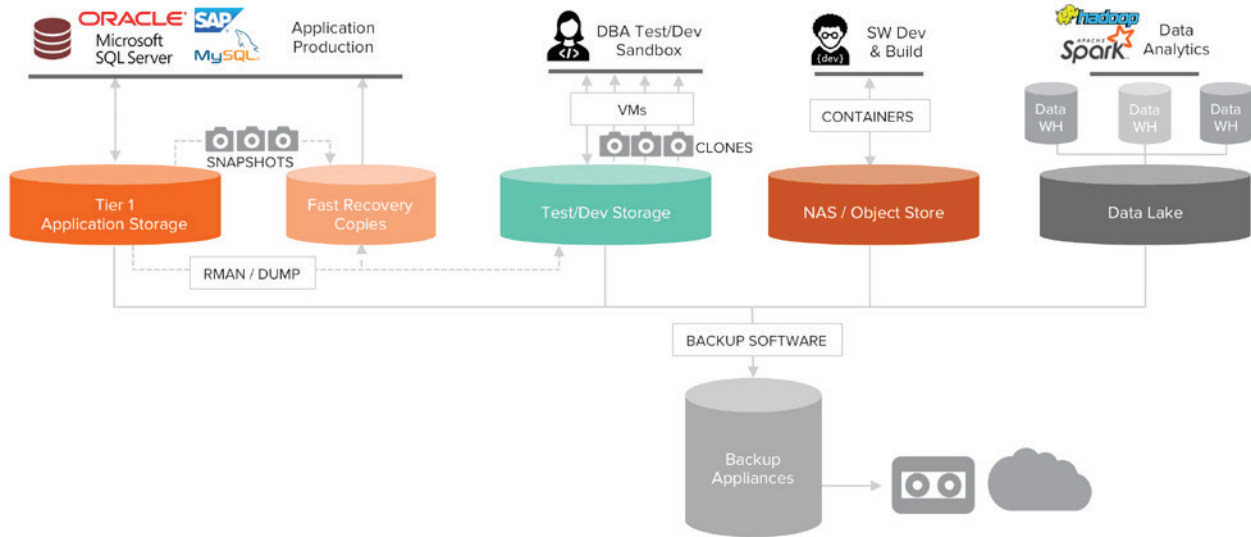 ORACLE
Microsoft
SQL Server
SAP
MySQL
Application
Production
DBA Test/Dev
Sandbox
</>
{dev}
SW Dev
& Build
hadoop
APACHE
Spark
Data
Analytics
VMs
CONTAINERS
Data
WH
Data
WH
Data
WH
SNAPSHOTS
CLONES
Tier 1
Application Storage
Fast Recovery
Copies
Test/Dev Storage
NAS / Object Store
Data Lake
RMAN / DUMP
BACKUP SOFTWARE
Backup
Appliances